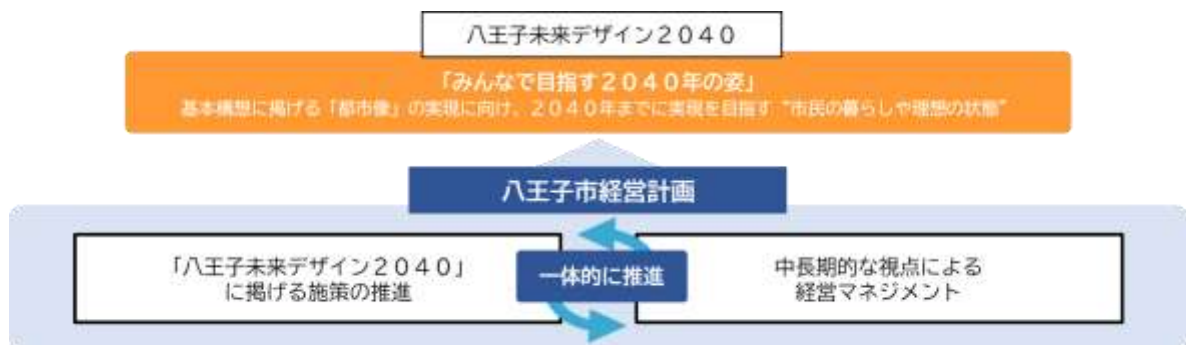 八王子未来デザイン２０４０
「みんなで目指す２０４０年の姿」
基本構想に掲げる「都市像」の実現に向け、２０４０年までに実現を目指す“市民の暮らしや理想の状態”
八王子市経営計画
「八王子未来デザイン２０４０」
に掲げる施策の推進
一体的に推進
中長期的な視点による
経営マネジメント